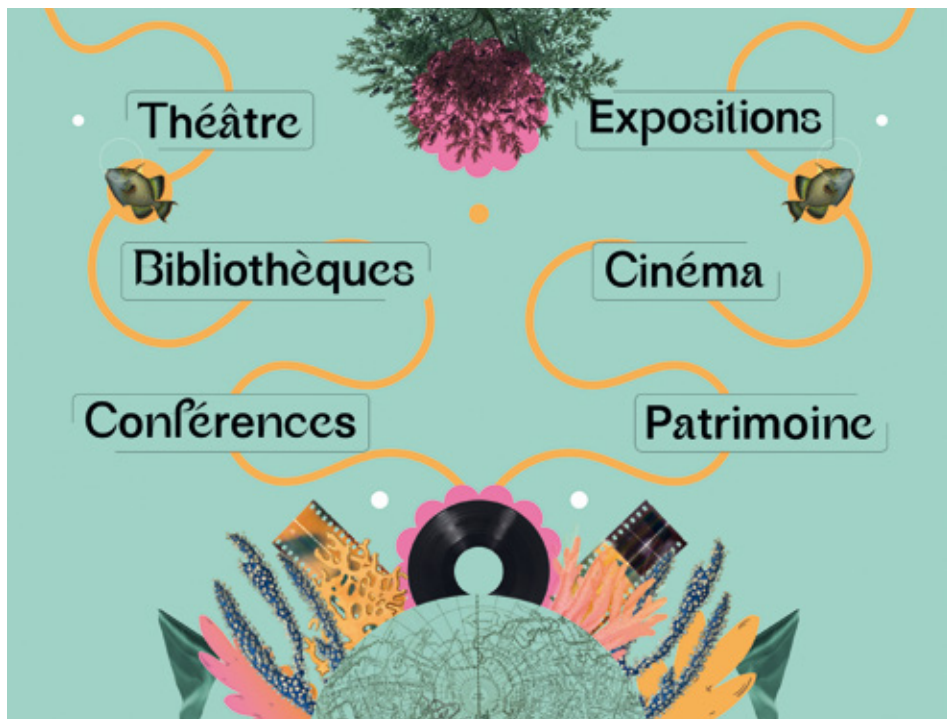 Théâtre
Expositions
Bibliothèques
Cinéma
Conférences
Patrimoine